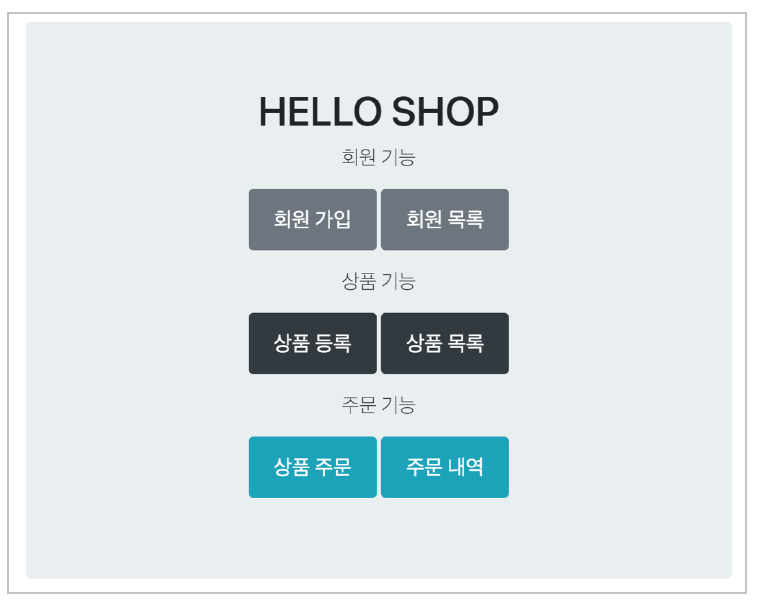 HELLO SHOP
회원 기능
회원 가입 회원 목록
상품 기능
상품 등록 상품 목록
주문 기능
상품 주문 주문 내역